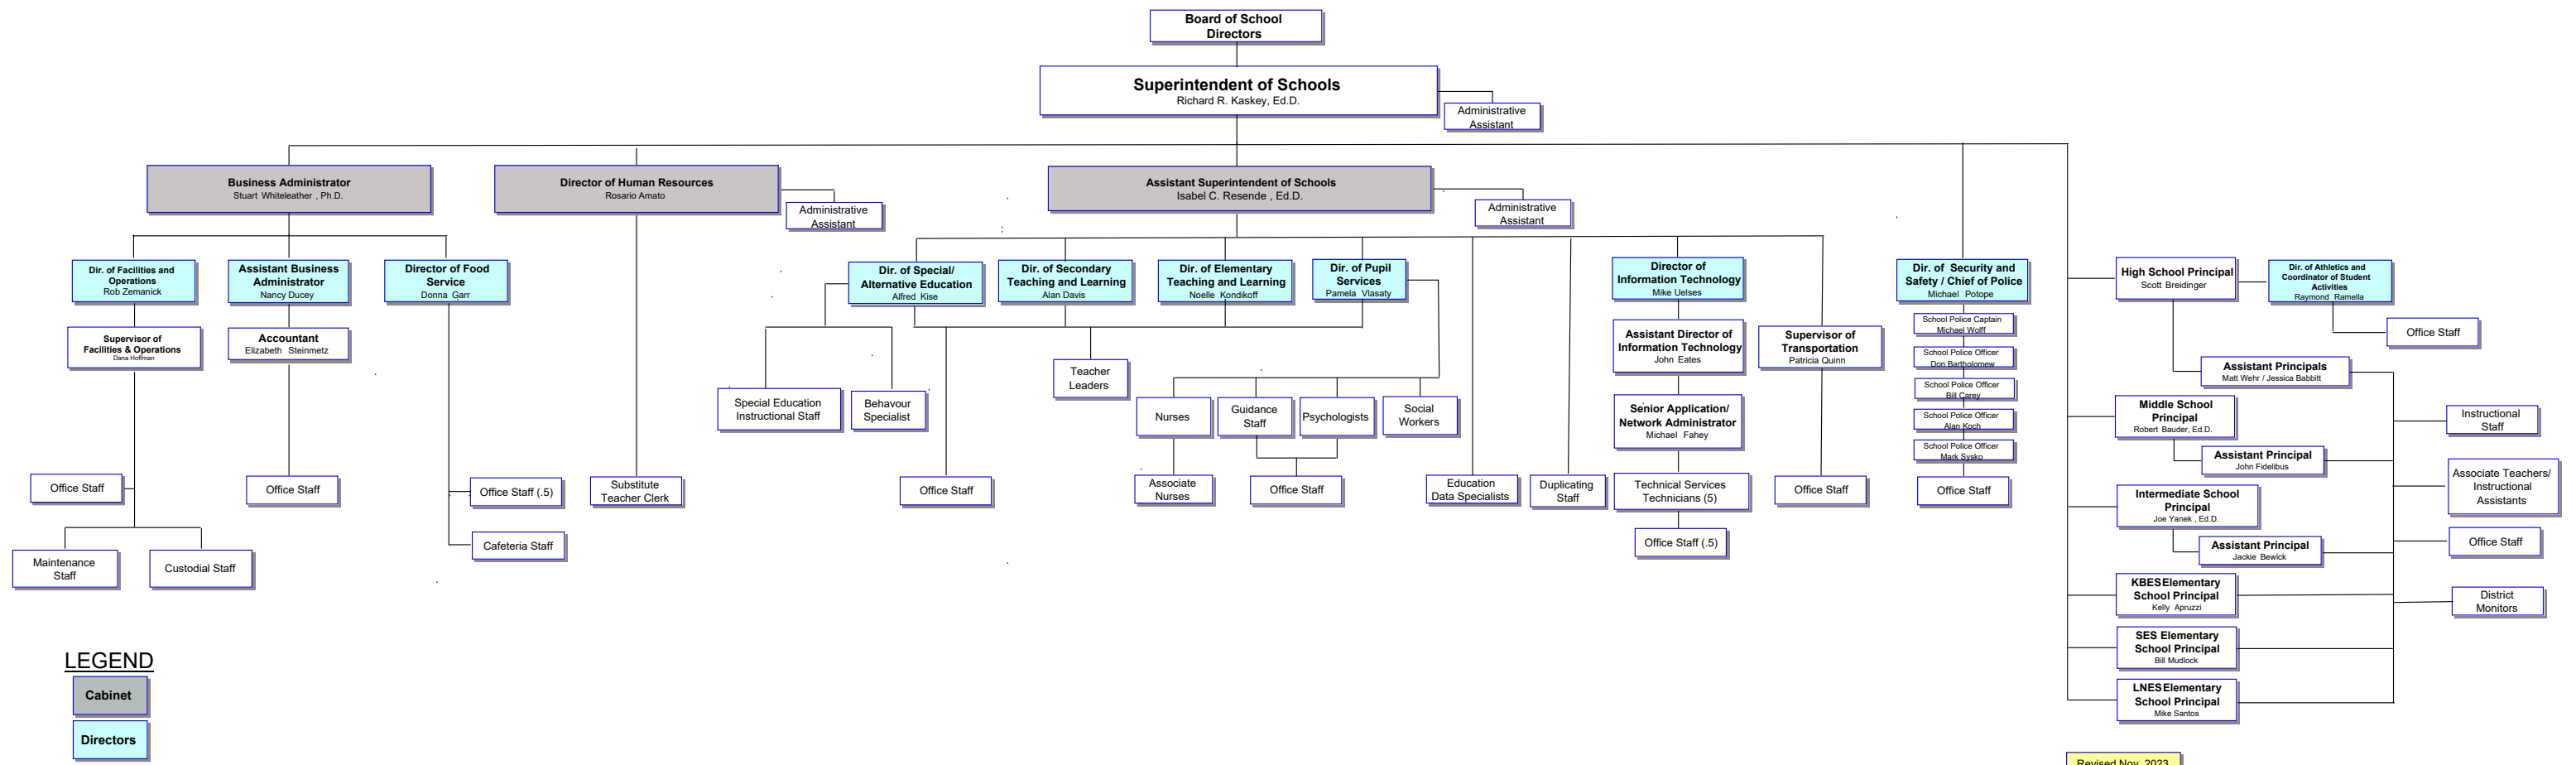 Board of School
Directors
Superintendent of Schools
Richard R. Kaskey, Ed.D.
Administrative
Assistant
Business Administrator
Stuart Whiteleather , Ph.D.
Director of Human Resources
Rosario Amato
Administrative
Assistant
Assistant Superintendent of Schools
Isabel C. Resende , Ed.D.
Administrative
Assistant
Dir. of Facilities and
Operations
Rob Zemanick
Assistant Business
Administrator
Nancy Ducey
Director of Food
Service
Donna Garr
Dir. of Special/
Alternative Education
Alfred Kise
Dir. of Secondary
Teaching and Learning
Alan Davis
Dir. of Elementary
Teaching and Learning
Noelle Kondikoff
Dir. of Pupil
Services
Pamela Vlasaty
Director of
Information Technology
Mike Uelses
Dir. of Security and
Safety / Chief of Police
Michael Potope
High School Principal
Scott Breidinger
Dir. of Athletics and
Coordinator of Student
Activities
Raymond Ramella
Office Staff
Supervisor of
Facilities & Operations
Dana Hoffman
Accountant
Elizabeth Steinmetz
Assistant Director of
Information Technology
John Eates
Supervisor of
Transportation
Patricia Quinn
School Police Captain
Michael Wolff
School Police Officer
Don Bartholomew
School Police Officer
Bill Carey
School Police Officer
Alan Koch
School Police Officer
Mark Sysko
Assistant Principals
Matt Wehr / Jessica Babbitt
Teacher
Leaders
Special Education
Instructional Staff
Behavour
Specialist
Nurses
Guidance
Staff
Psychologists
Social
Workers
Senior Application/
Network Administrator
Michael Fahey
Middle School
Principal
Robert Bauder, Ed.D.
Instructional
Staff
Assistant Principal
John Fidelibus
Office Staff
Office Staff
Office Staff (.5)
Substitute
Teacher Clerk
Office Staff
Associate
Nurses
Office Staff
Education
Data Specialists
Duplicating
Staff
Technical Services
Technicians (5)
Office Staff
Office Staff
Associate Teachers/
Instructional
Assistants
Intermediate School
Principal
Joe Yanek , Ed.D.
Cafeteria Staff
Office Staff (.5)
Assistant Principal
Jackie Bewick
Office Staff
Maintenance
Staff
Custodial Staff
KBESElementary
School Principal
Kelly Apruzzi
District
Monitors
SES Elementary
School Principal
Bill Mudlock
LNESElementary
School Principal
Mike Santos
LEGEND
Cabinet
Directors
Revised Nov. 2023